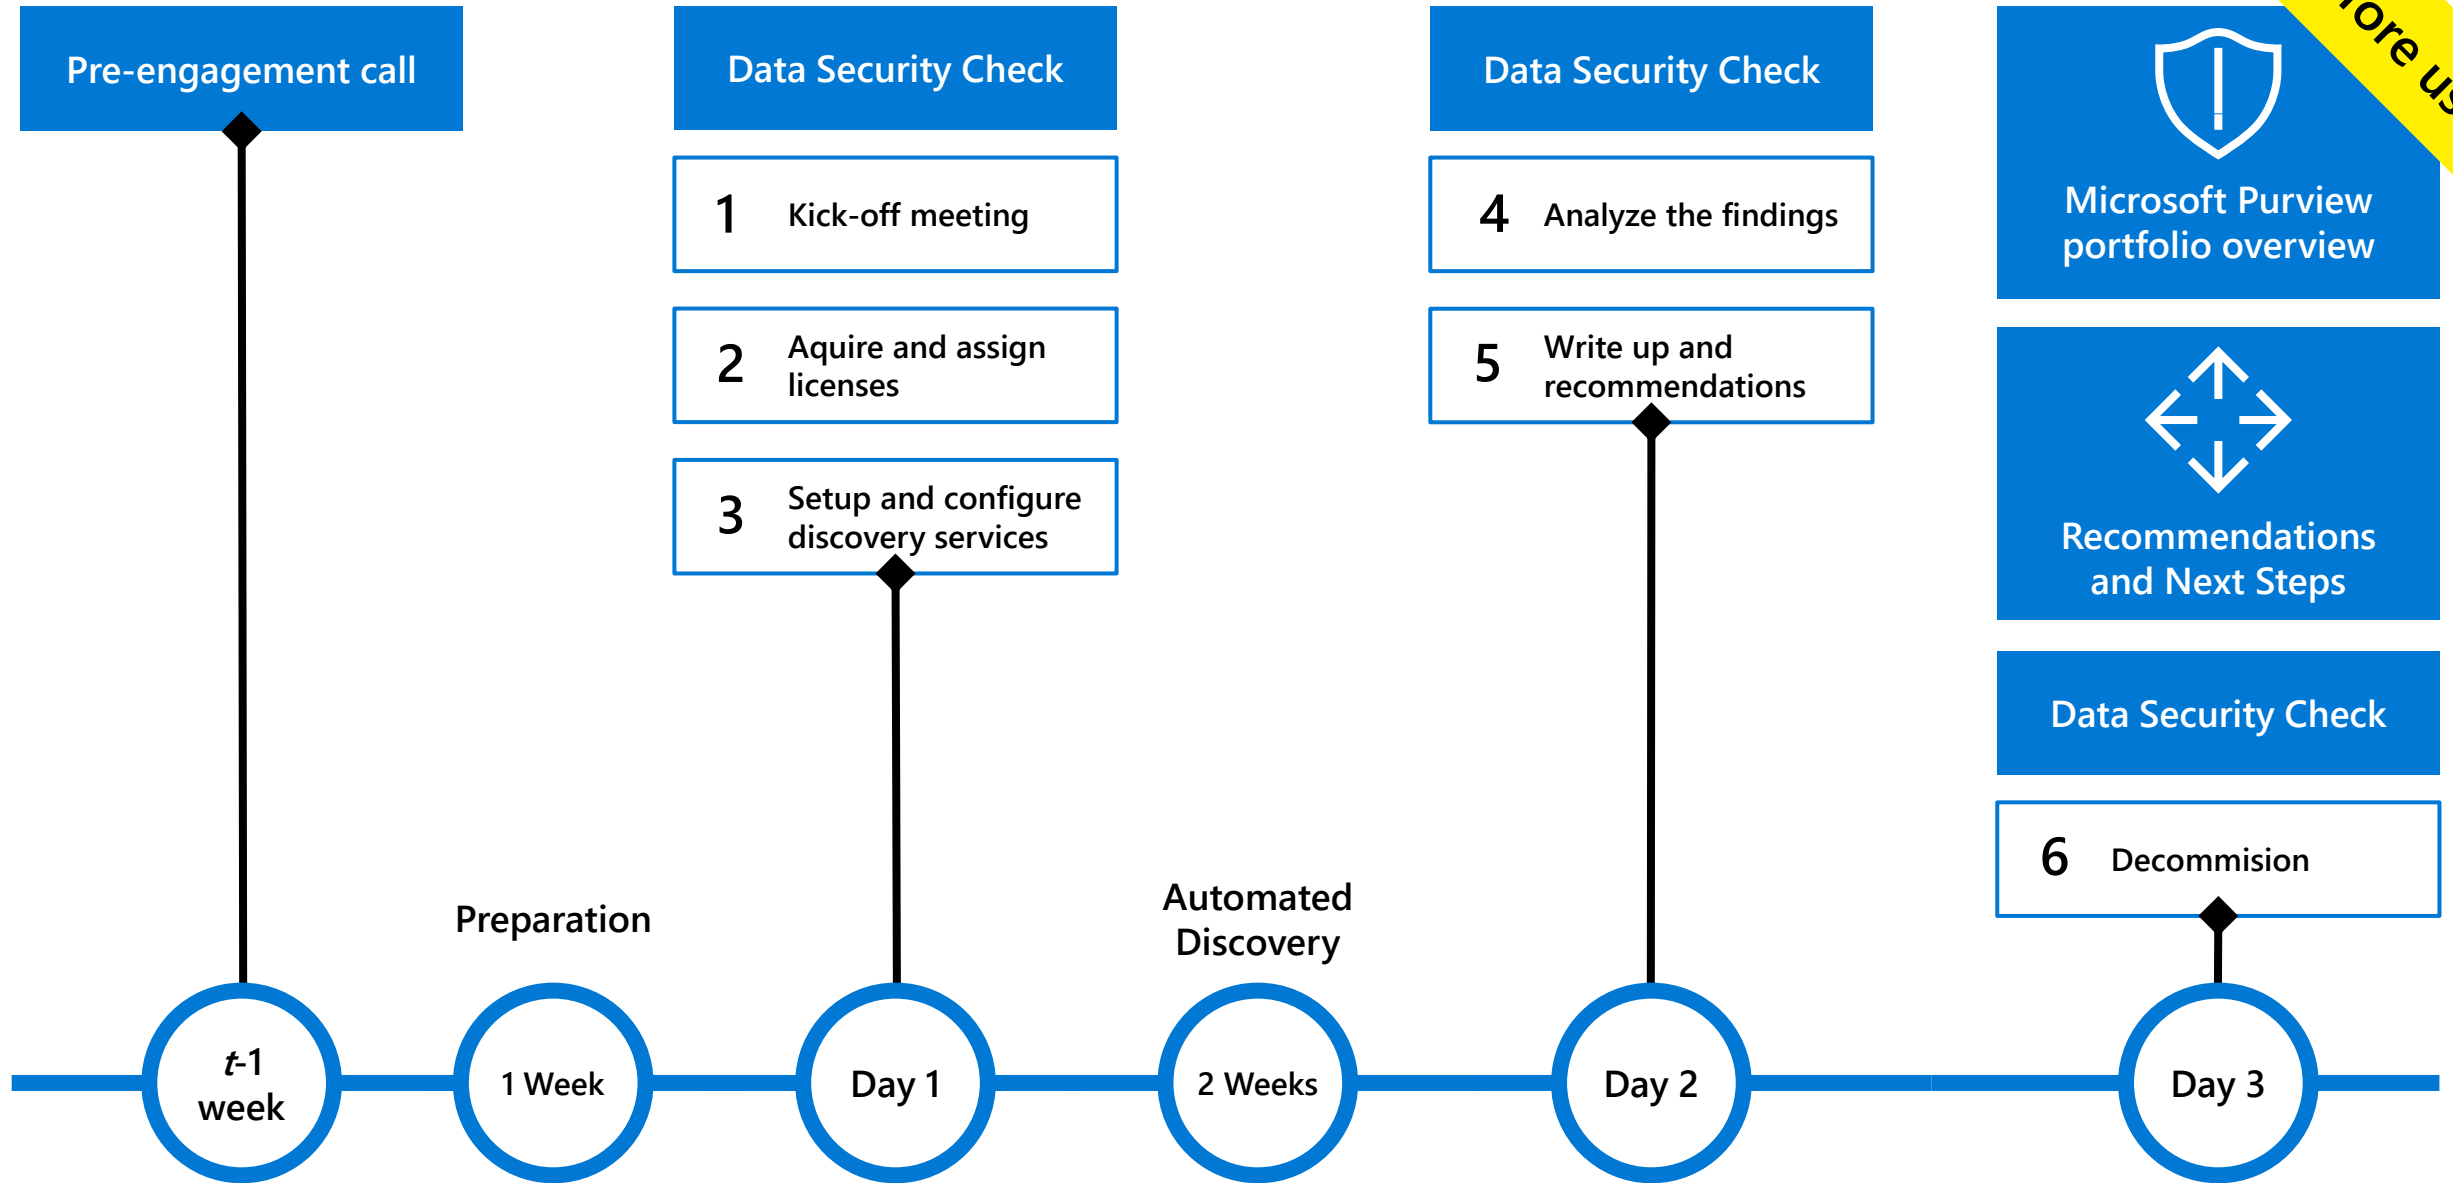 Pre-engagement call
Data Security Check
1 Kick-off meeting
2 Aquire and assign
licenses
3 Setup and configure
discovery services
Data Security Check
4 Analyze the findings
5 Write up and
recommendations
Microsoft Purview
portfolio overview
Recommendations
and Next Steps
Data Security Check
6 Decommision
Preparation
Automated
Discovery
t-1
week
1 Week
Day 1
2 Weeks
Day 2
Day 3